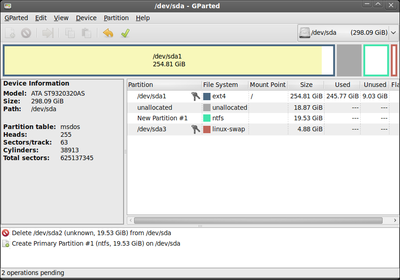 /dev/sda - GParted
GParted Edit View Device Partition Help
/dev/sda (298.09 GiB)
/dev/sda1
254.81 GiB
Device Information
Model: ATA ST9320320AS
Size: 298.09 GiB
Path: /dev/sda
Partition table: msdos
Heads: 255
Sectors/track: 63
Cylinders: 38913
Total sectors: 625137345
Partition File System Mount Point Size Used Unused Fla
/dev/sda1 ext4 / 254.81 GiB 245.77 GiB 9.03 GiB
unallocated unallocated 18.87 GiB --- ---
New Partition #1 ntfs 19.53 GiB --- ---
/dev/sda3 linux-swap 4.88 GiB --- ---
Delete /dev/sda2 (unknown, 19.53 GiB) from /dev/sda
Create Primary Partition #1 (ntfs, 19.53 GiB) on /dev/sda
2 operations pending